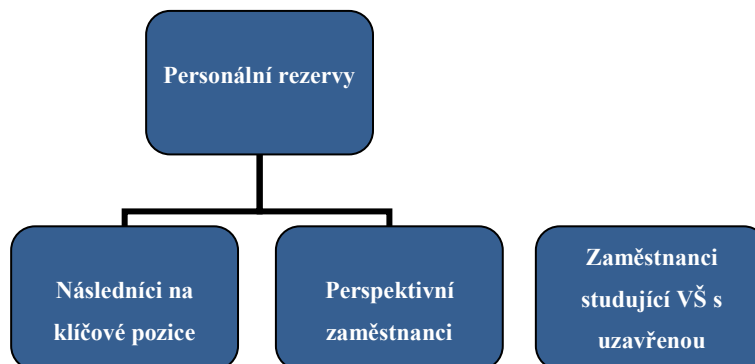 Personální rezervy
Následníci na
klíčové pozice
Perspektivní
zaměstnanci
Zaměstnanci
studující VŠ s
uzavřenou